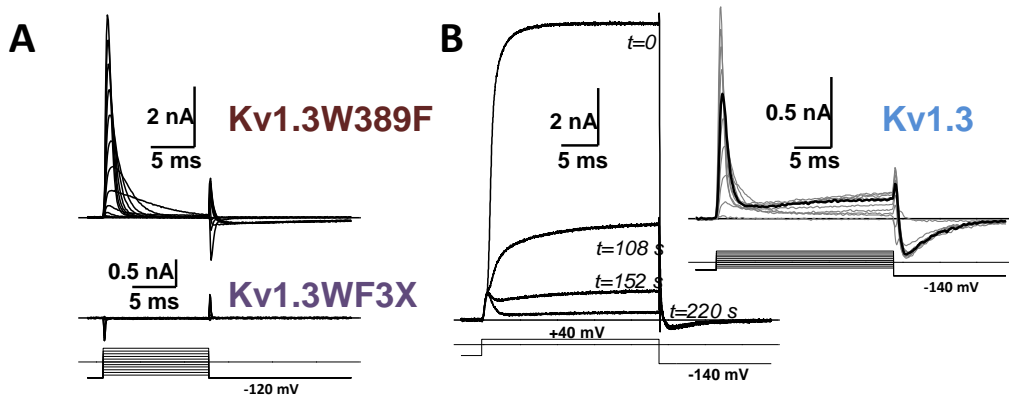 A
2 nA
5 ms
Kv1.3W389F
0.5 nA
5 ms
Kv1.3WF3X
-120 mV
B
t=0
2 nA
5 ms
t=108 s
t=152 s
t=220 s
+40 mV
-140 mV
0.5 nA
5 ms
Kv1.3
-140 mV